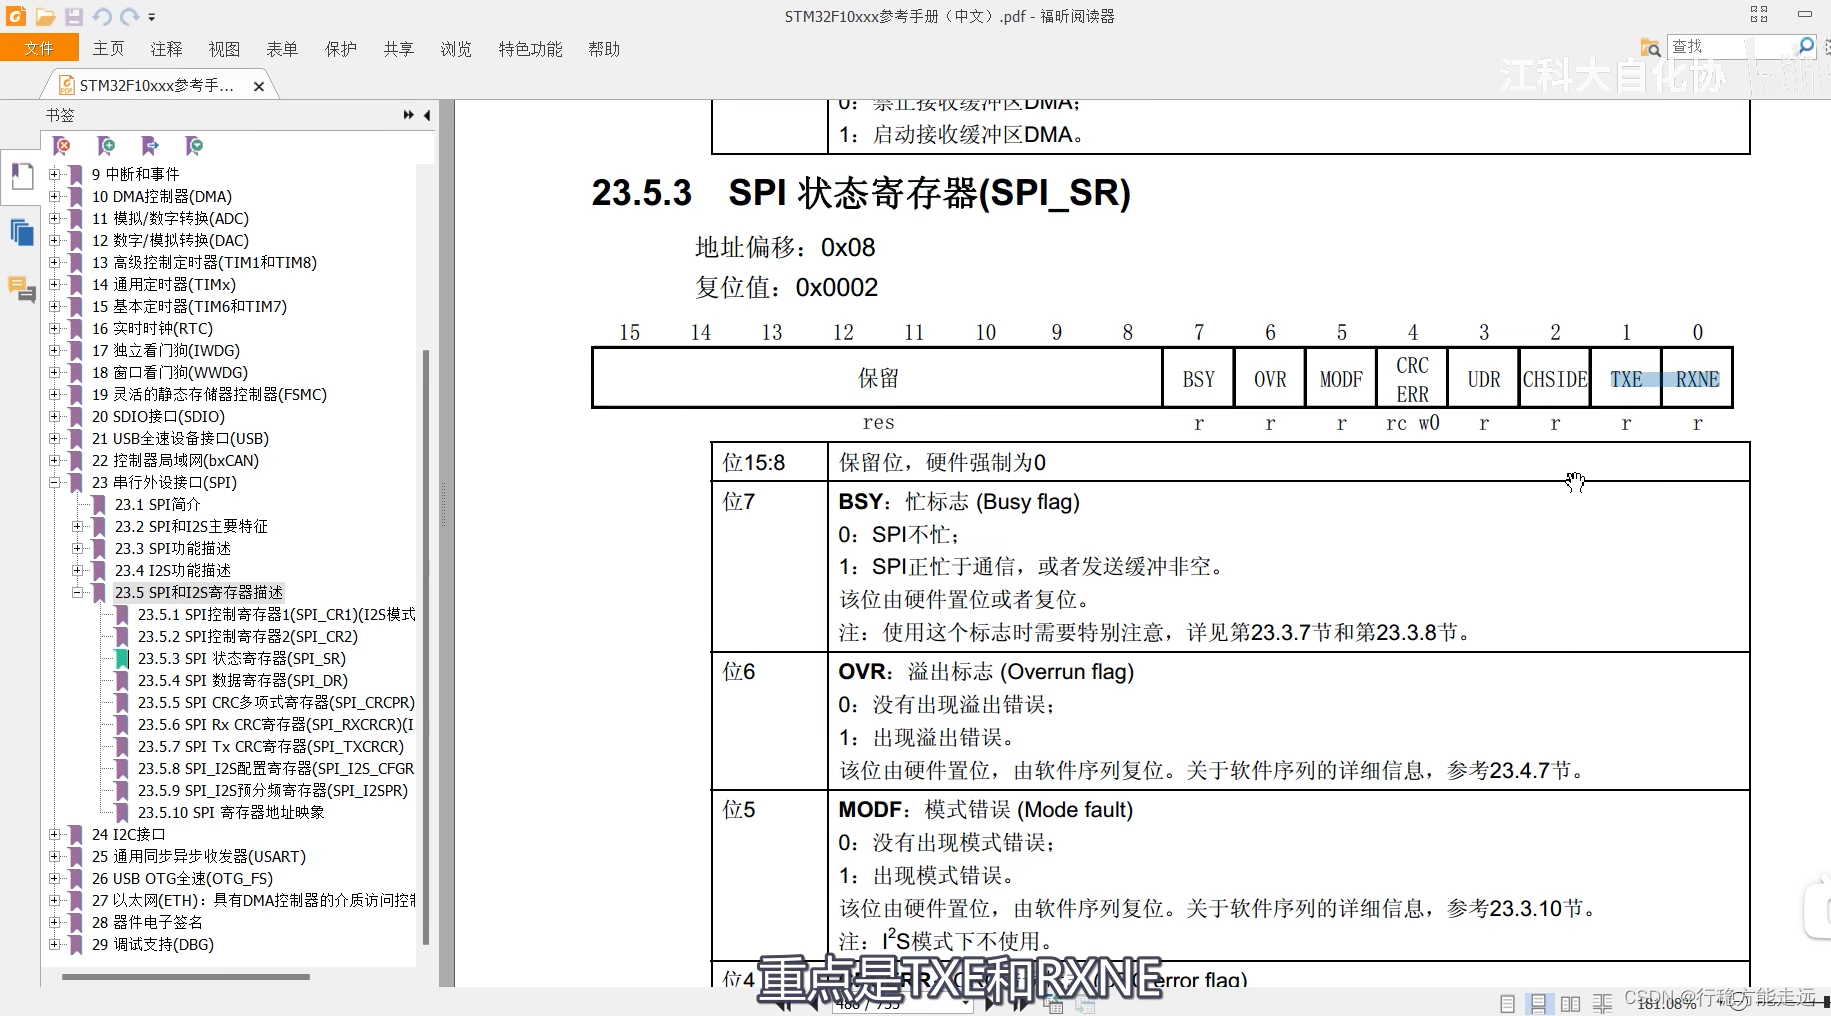 STM32F10xxx参考手册（中文）.pdf - 福昕阅读器
文件 主页 注释 视图 表单 保护 共享 浏览 特色功能 帮助
查找
江科大自化协
STM32F10xxx参考手...
书签
9 中断和事件
10 DMA控制器(DMA)
11 模拟/数字转换(ADC)
12 数字/模拟转换(DAC)
13 高级控制定时器(TIM1和TIM8)
14 通用定时器(TIMx)
15 基本定时器(TIM6和TIM7)
16 实时时钟(RTC)
17 独立看门狗(IWDG)
18 窗口看门狗(WWDG)
19 灵活的静态存储器控制器(FSMC)
20 SDIO接口(SDIO)
21 USB全速设备接口(USB)
22 控制器局域网(bxCAN)
23 串行外设接口(SPI)
23.1 SPI简介
23.2 SPI和I2S主要特征
23.3 SPI功能描述
23.4 I2S功能描述
23.5 SPI和I2S寄存器描述
23.5.1 SPI控制寄存器1(SPI_CR1)(I2S模式
23.5.2 SPI控制寄存器2(SPI_CR2)
23.5.3 SPI 状态寄存器(SPI_SR)
23.5.4 SPI 数据寄存器(SPI_DR)
23.5.5 SPI CRC多项式寄存器(SPI_CRCPR)
23.5.6 SPI Rx CRC寄存器(SPI_RXCRCR)(I
23.5.7 SPI Tx CRC寄存器(SPI_TXCRCR)
23.5.8 SPI_I2S配置寄存器(SPI_I2S_CFGR
23.5.9 SPI_I2S预分频寄存器(SPI_I2SPR)
23.5.10 SPI 寄存器地址映象
24 I2C接口
25 通用同步异步收发器(USART)
26 USB OTG全速(OTG_FS)
27 以太网(ETH)：具有DMA控制器的介质访问控制
28 器件电子签名
29 调试支持(DBG)
0：禁止接收缓冲区DMA；
1：启动接收缓冲区DMA。
23.5.3 SPI 状态寄存器(SPI_SR)
地址偏移：0x08
复位值：0x0002
15 14 13 12 11 10 9 8 7 6 5 4 3 2 1 0
保留 BSY OVR MODF CRC ERR UDR CHSIDE TXE RXNE
res r r r rc w0 r r r r
位15:8 保留位，硬件强制为0
位7 BSY：忙标志 (Busy flag)
0：SPI不忙；
1：SPI正忙于通信，或者发送缓冲非空。
该位由硬件置位或者复位。
注：使用这个标志时需要特别注意，详见第23.3.7节和第23.3.8节。
位6 OVR：溢出标志 (Overrun flag)
0：没有出现溢出错误；
1：出现溢出错误。
该位由硬件置位，由软件序列复位。关于软件序列的详细信息，参考23.4.7节。
位5 MODF：模式错误 (Mode fault)
0：没有出现模式错误；
1：出现模式错误。
该位由硬件置位，由软件序列复位。关于软件序列的详细信息，参考23.3.10节。
注：I²S模式下不使用。
位4 error flag)
重点是TXE和RXNE
488 / 755
181.08%
CSDN @行稳方能走远